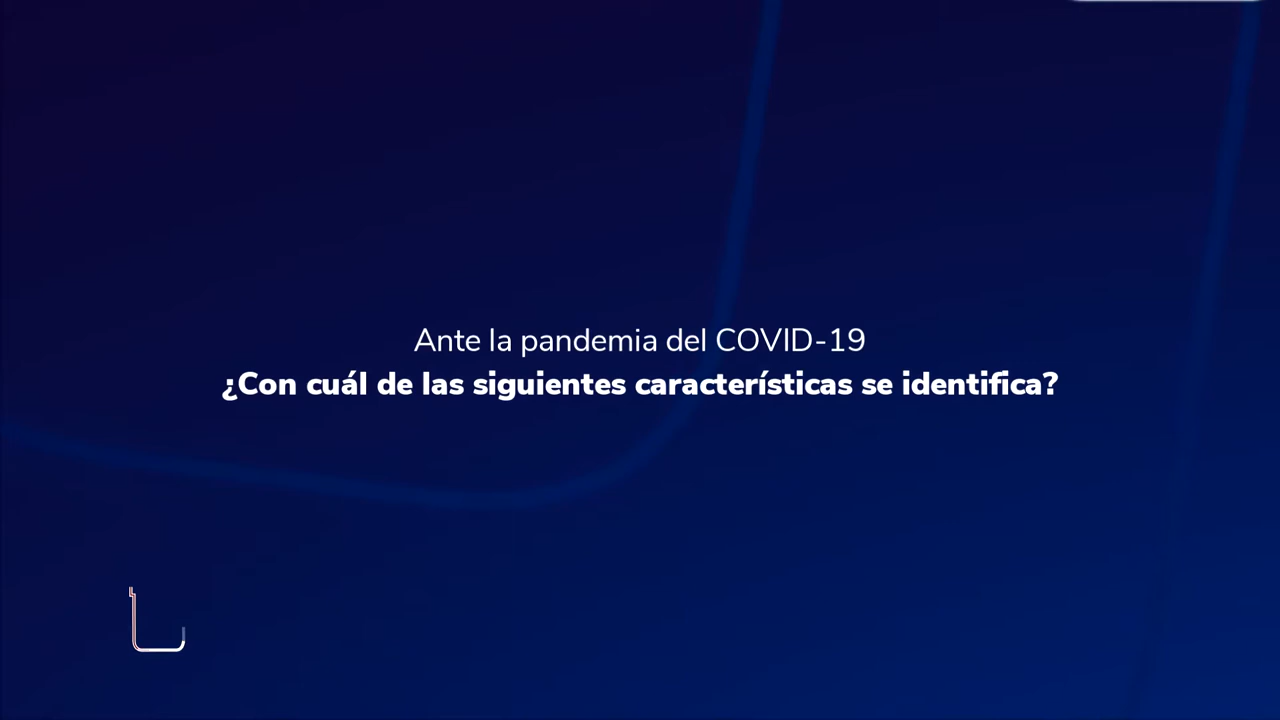 Ante la pandemia del COVID-19
¿Con cuál de las siguientes características se identifica?